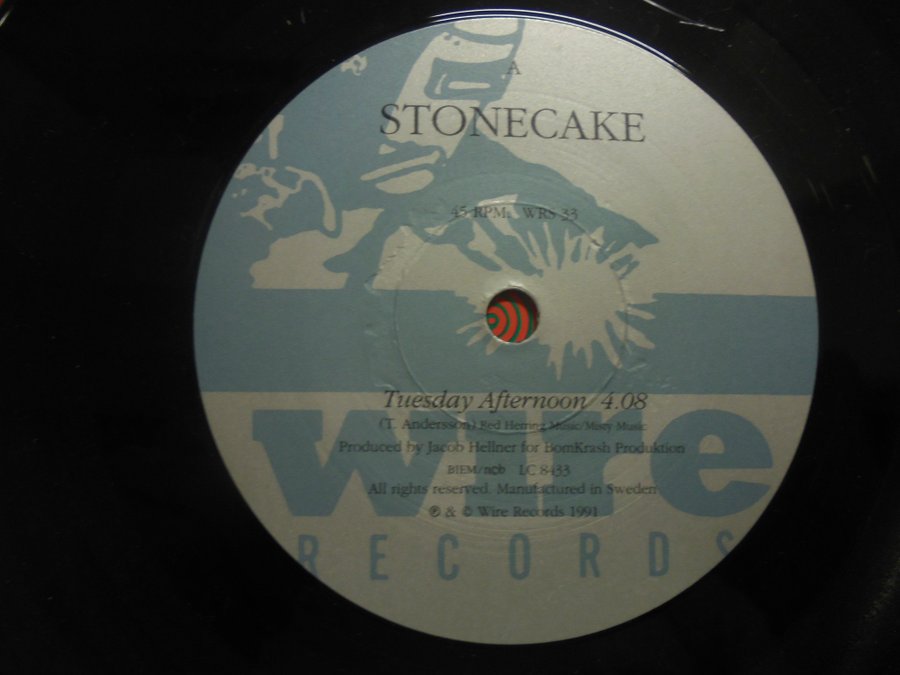 A
STONECAKE
45 RPM. WRS 33
Tuesday Afternoon 4.08
(T. Andersson) Red Herring Music/Misty Music
Produced by Jacob Hellner for BomKrash Produktion
BIEM/ncb LC 8433
All rights reserved. Manufactured in Sweden
℗ & © Wire Records 1991
wire
RECORDS